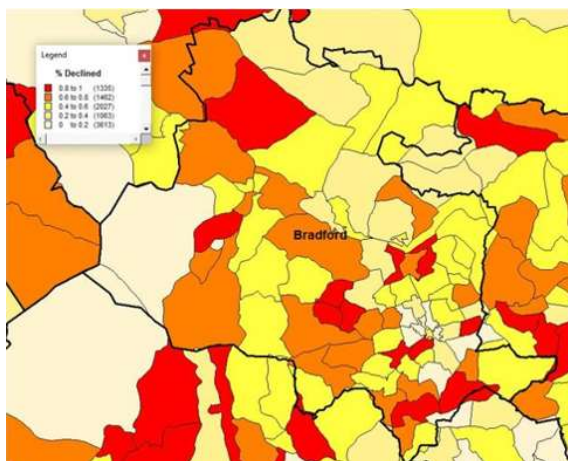 Legend
% Declined
0.8 to 1 (1335)
0.6 to 0.8 (1462)
0.4 to 0.6 (2027)
0.2 to 0.4 (1063)
0 to 0.2 (3613)
Bradford